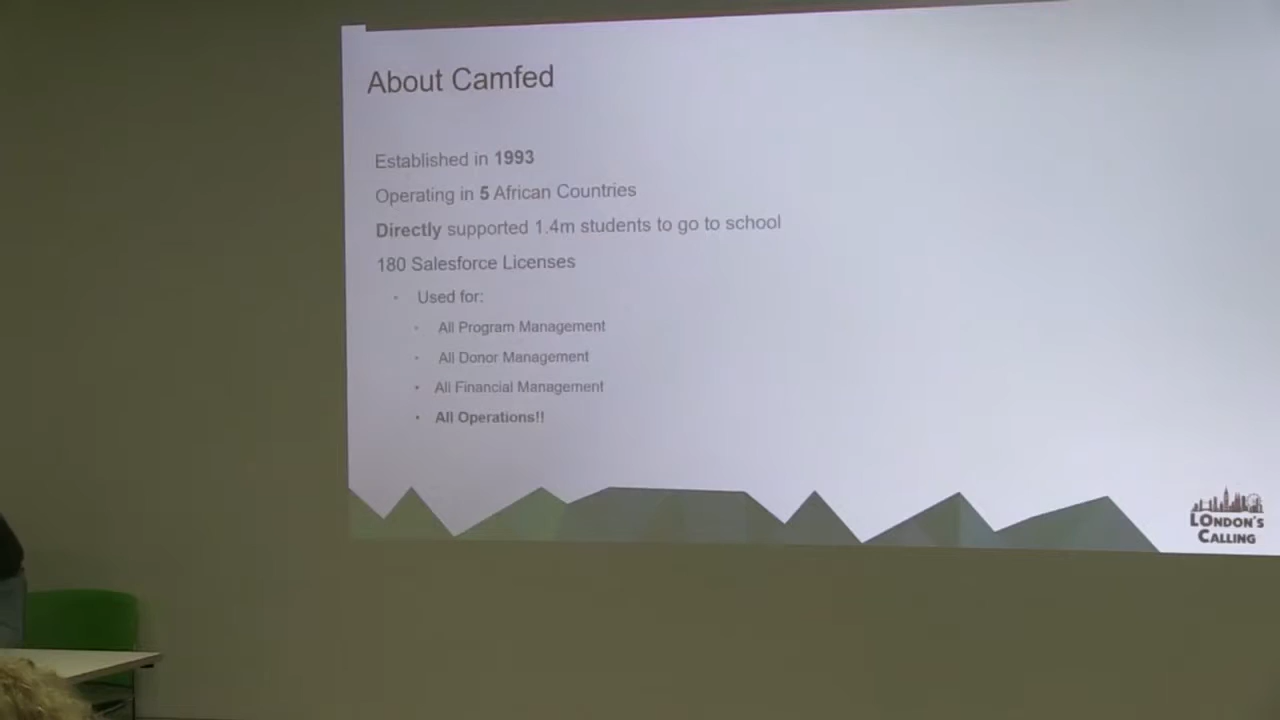 About Camfed
Established in 1993
Operating in 5 African Countries
Directly supported 1.4m students to go to school
180 Salesforce Licenses
Used for:
All Program Management
All Donor Management
All Financial Management
All Operations!!
LONDON'S
CALLING